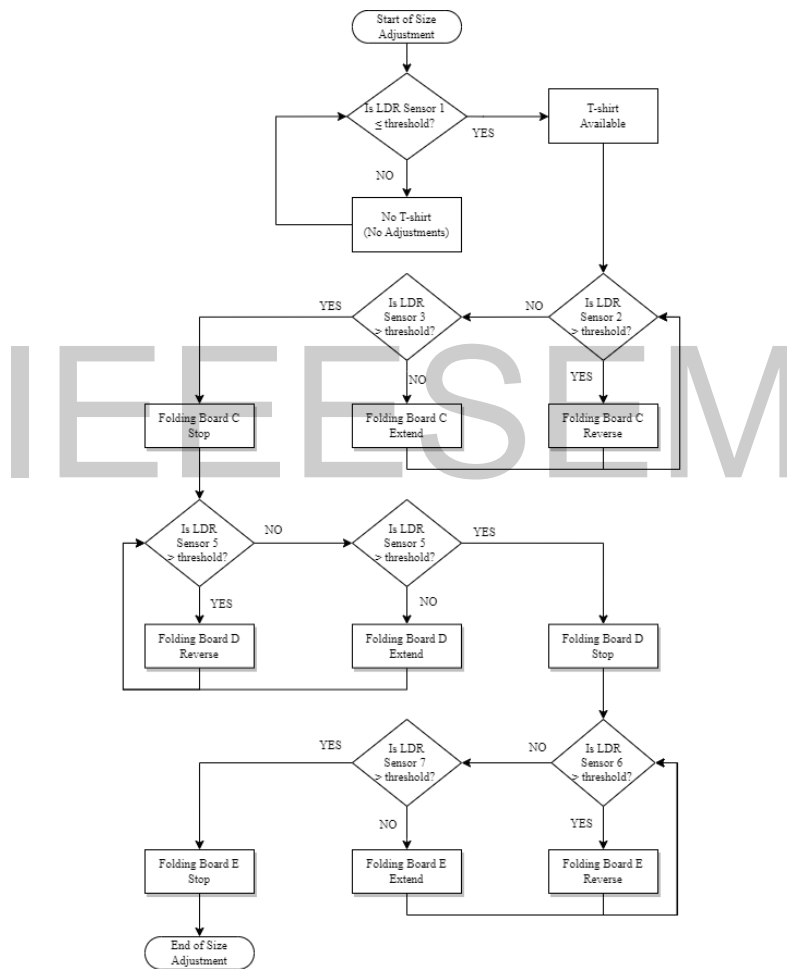 Start of Size
Adjustment
Is LDR Sensor 1
≤ threshold?
YES
T-shirt
Available
NO
No T-shirt
(No Adjustments)
YES
Is LDR
Sensor 3
> threshold?
NO
Is LDR
Sensor 2
> threshold?
NO
YES
IEEESEM
Folding Board C
Stop
Folding Board C
Extend
Folding Board C
Reverse
Is LDR
Sensor 5
> threshold?
NO
Is LDR
Sensor 5
> threshold?
YES
YES
NO
Folding Board D
Reverse
Folding Board D
Extend
Folding Board D
Stop
YES
Is LDR
Sensor 7
> threshold?
NO
Is LDR
Sensor 6
> threshold?
NO
YES
Folding Board E
Stop
Folding Board E
Extend
Folding Board E
Reverse
End of Size
Adjustment